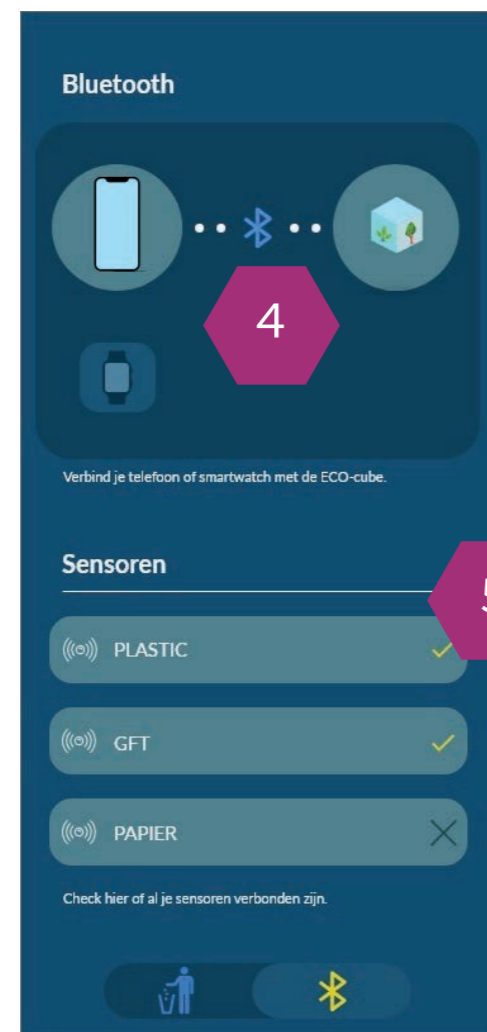 Bluetooth
4
Verbind je telefoon of smartwatch met de ECO-cube.
Sensoren
5
PLASTIC
GFT
PAPIER
Check hier of al je sensoren verbonden zijn.